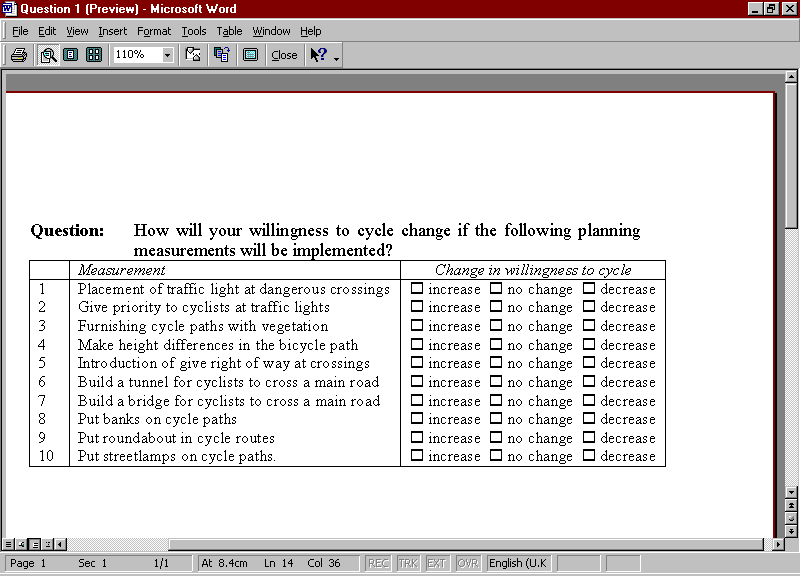 Question 1 (Preview) - Microsoft Word
File Edit View Insert Format Tools Table Window Help
110% Close
Question: How will your willingness to cycle change if the following planning
measurements will be implemented?
Measurement Change in willingness to cycle
1 Placement of traffic light at dangerous crossings increase no change decrease
2 Give priority to cyclists at traffic lights increase no change decrease
3 Furnishing cycle paths with vegetation increase no change decrease
4 Make height differences in the bicycle path increase no change decrease
5 Introduction of give right of way at crossings increase no change decrease
6 Build a tunnel for cyclists to cross a main road increase no change decrease
7 Build a bridge for cyclists to cross a main road increase no change decrease
8 Put banks on cycle paths increase no change decrease
9 Put roundabout in cycle routes increase no change decrease
10 Put streetlamps on cycle paths. increase no change decrease
Page 1 Sec 1 1/1 At 8.4cm Ln 14 Col 36 REC TRK EXT OVR English (U.K